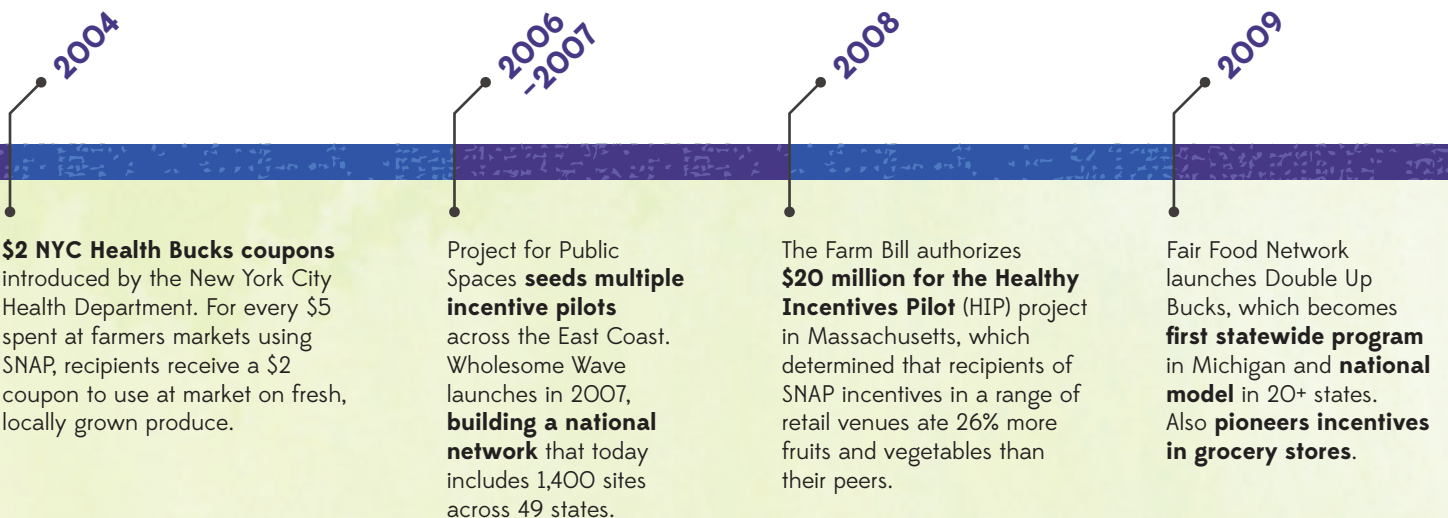 2004
$2 NYC Health Bucks coupons
introduced by the New York City
Health Department. For every $5
spent at farmers markets using
SNAP, recipients receive a $2
coupon to use at market on fresh,
locally grown produce.
2006
–2007
Project for Public
Spaces seeds multiple
incentive pilots
across the East Coast.
Wholesome Wave
launches in 2007,
building a national
network that today
includes 1,400 sites
across 49 states.
2008
The Farm Bill authorizes
$20 million for the Healthy
Incentives Pilot (HIP) project
in Massachusetts, which
determined that recipients of
SNAP incentives in a range of
retail venues ate 26% more
fruits and vegetables than
their peers.
2009
Fair Food Network
launches Double Up
Bucks, which becomes
first statewide program
in Michigan and national
model in 20+ states.
Also pioneers incentives
in grocery stores.